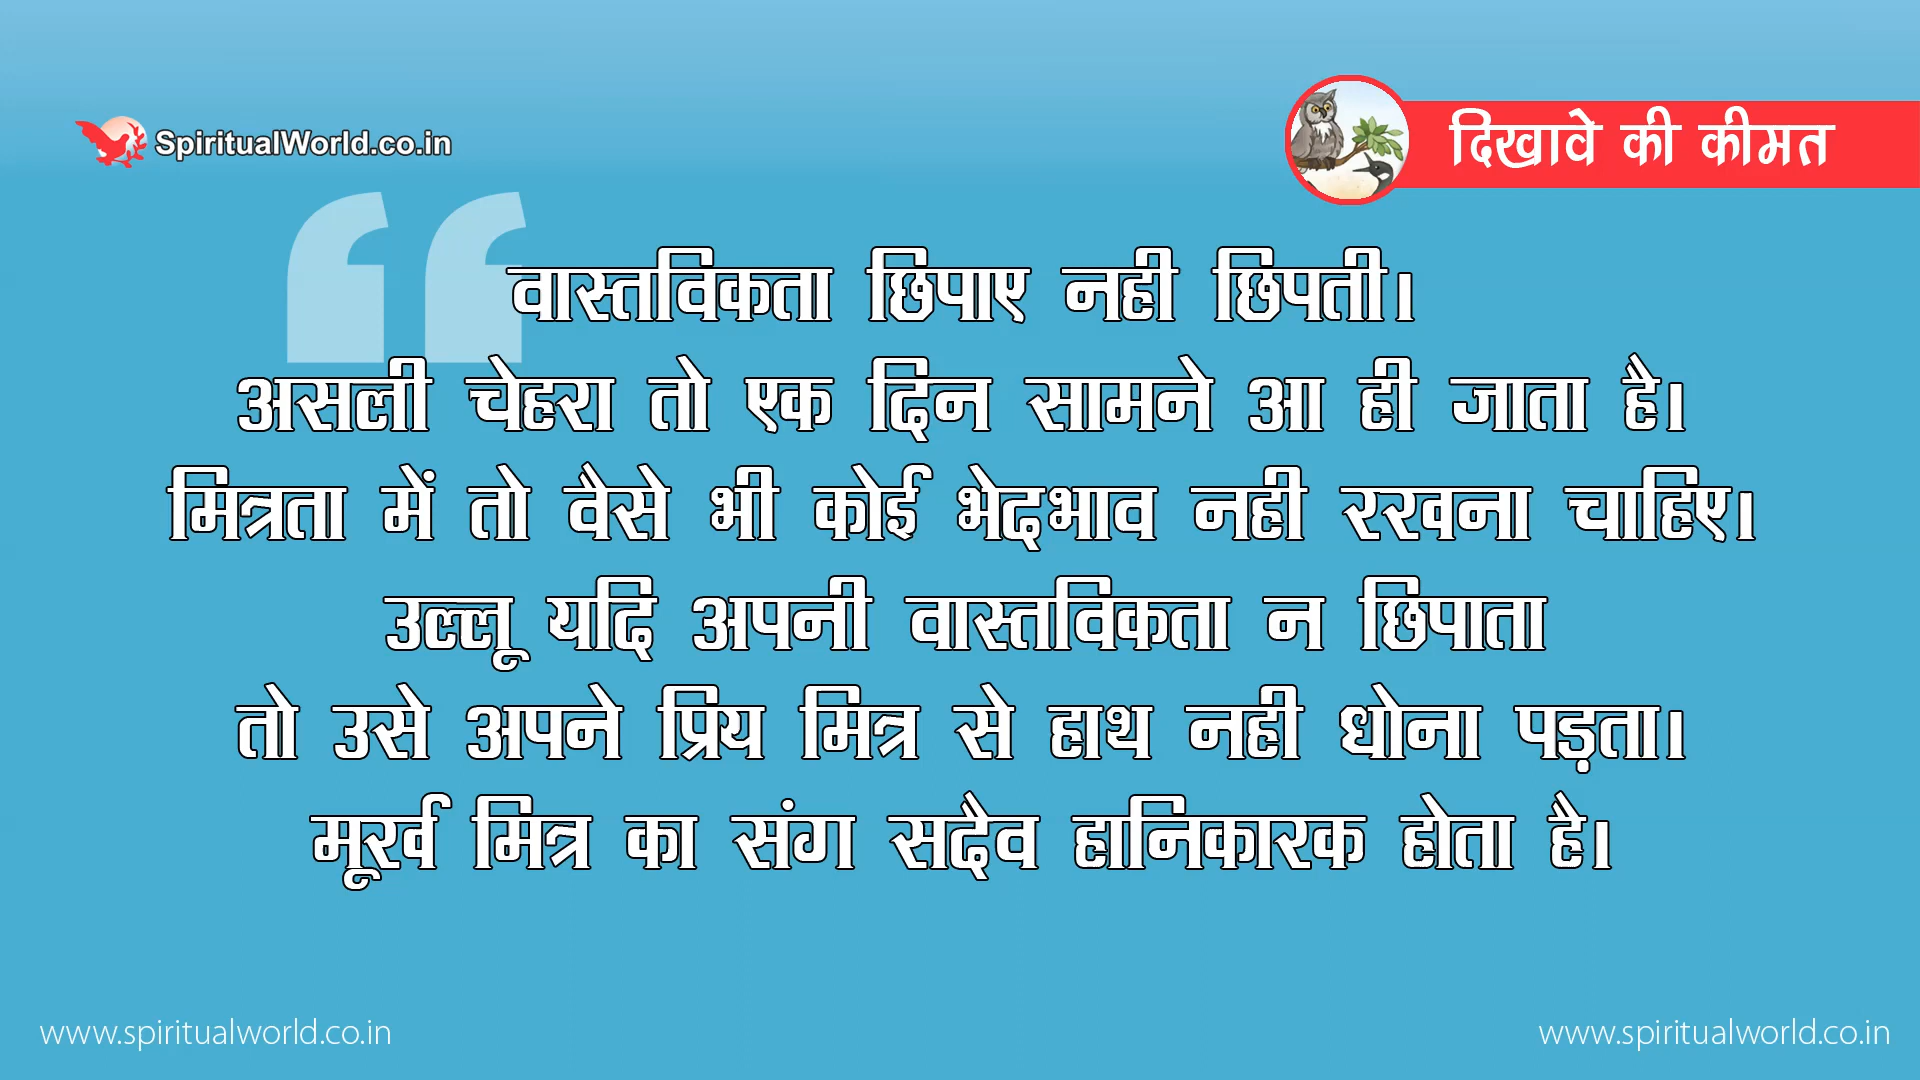 SpiritualWorld.co.in
दिखावे की कीमत
वास्तविकता छिपाए नही छिपती।
असली चेहरा तो एक दिन सामने आ ही जाता है।
मित्रता में तो वैसे भी कोई भेदभाव नही रखना चाहिए।
उल्लू यदि अपनी वास्तविकता न छिपाता
तो उसे अपने प्रिय मित्र से हाथ नही धोना पड़ता।
मूर्ख मित्र का संग सदैव हानिकारक होता है।
www.spiritualworld.co.in
www.spiritualworld.co.in